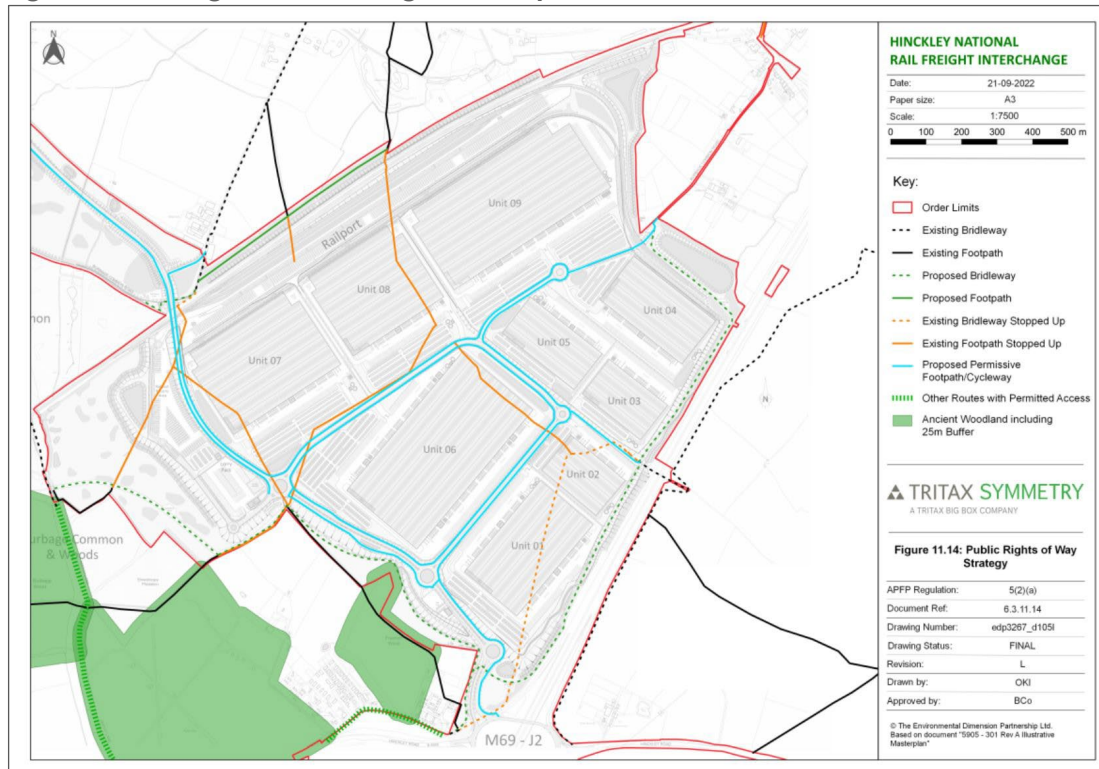 N
HINCKLEY NATIONAL
RAIL FREIGHT INTERCHANGE
Date: 21-09-2022
Paper size: A3
Scale: 1:7500
0 100 200 300 400 500 m
Key:
Order Limits
Existing Bridleway
Existing Footpath
Proposed Bridleway
Proposed Footpath
Existing Bridleway Stopped Up
Existing Footpath Stopped Up
Proposed Permissive
Footpath/Cycleway
Other Routes with Permitted Access
Ancient Woodland including
25m Buffer
TRITAX SYMMETRY
A TRITAX BIG BOX COMPANY
Figure 11.14: Public Rights of Way
Strategy
APFP Regulation: 5(2)(a)
Document Ref: 6.3.11.14
Drawing Number: edp3267_d105l
Drawing Status: FINAL
Revision: L
Drawn by: OKI
Approved by: BCo
© The Environmental Dimension Partnership Ltd.
Based on document "5905 - 301 Rev A Illustrative
Masterplan"
Unit 09
Railport
Unit 08
Unit 04
Unit 05
Unit 07
Unit 03
Unit 06
Unit 02
Unit 01
N
urbage Common
& Woods
M69 - J2